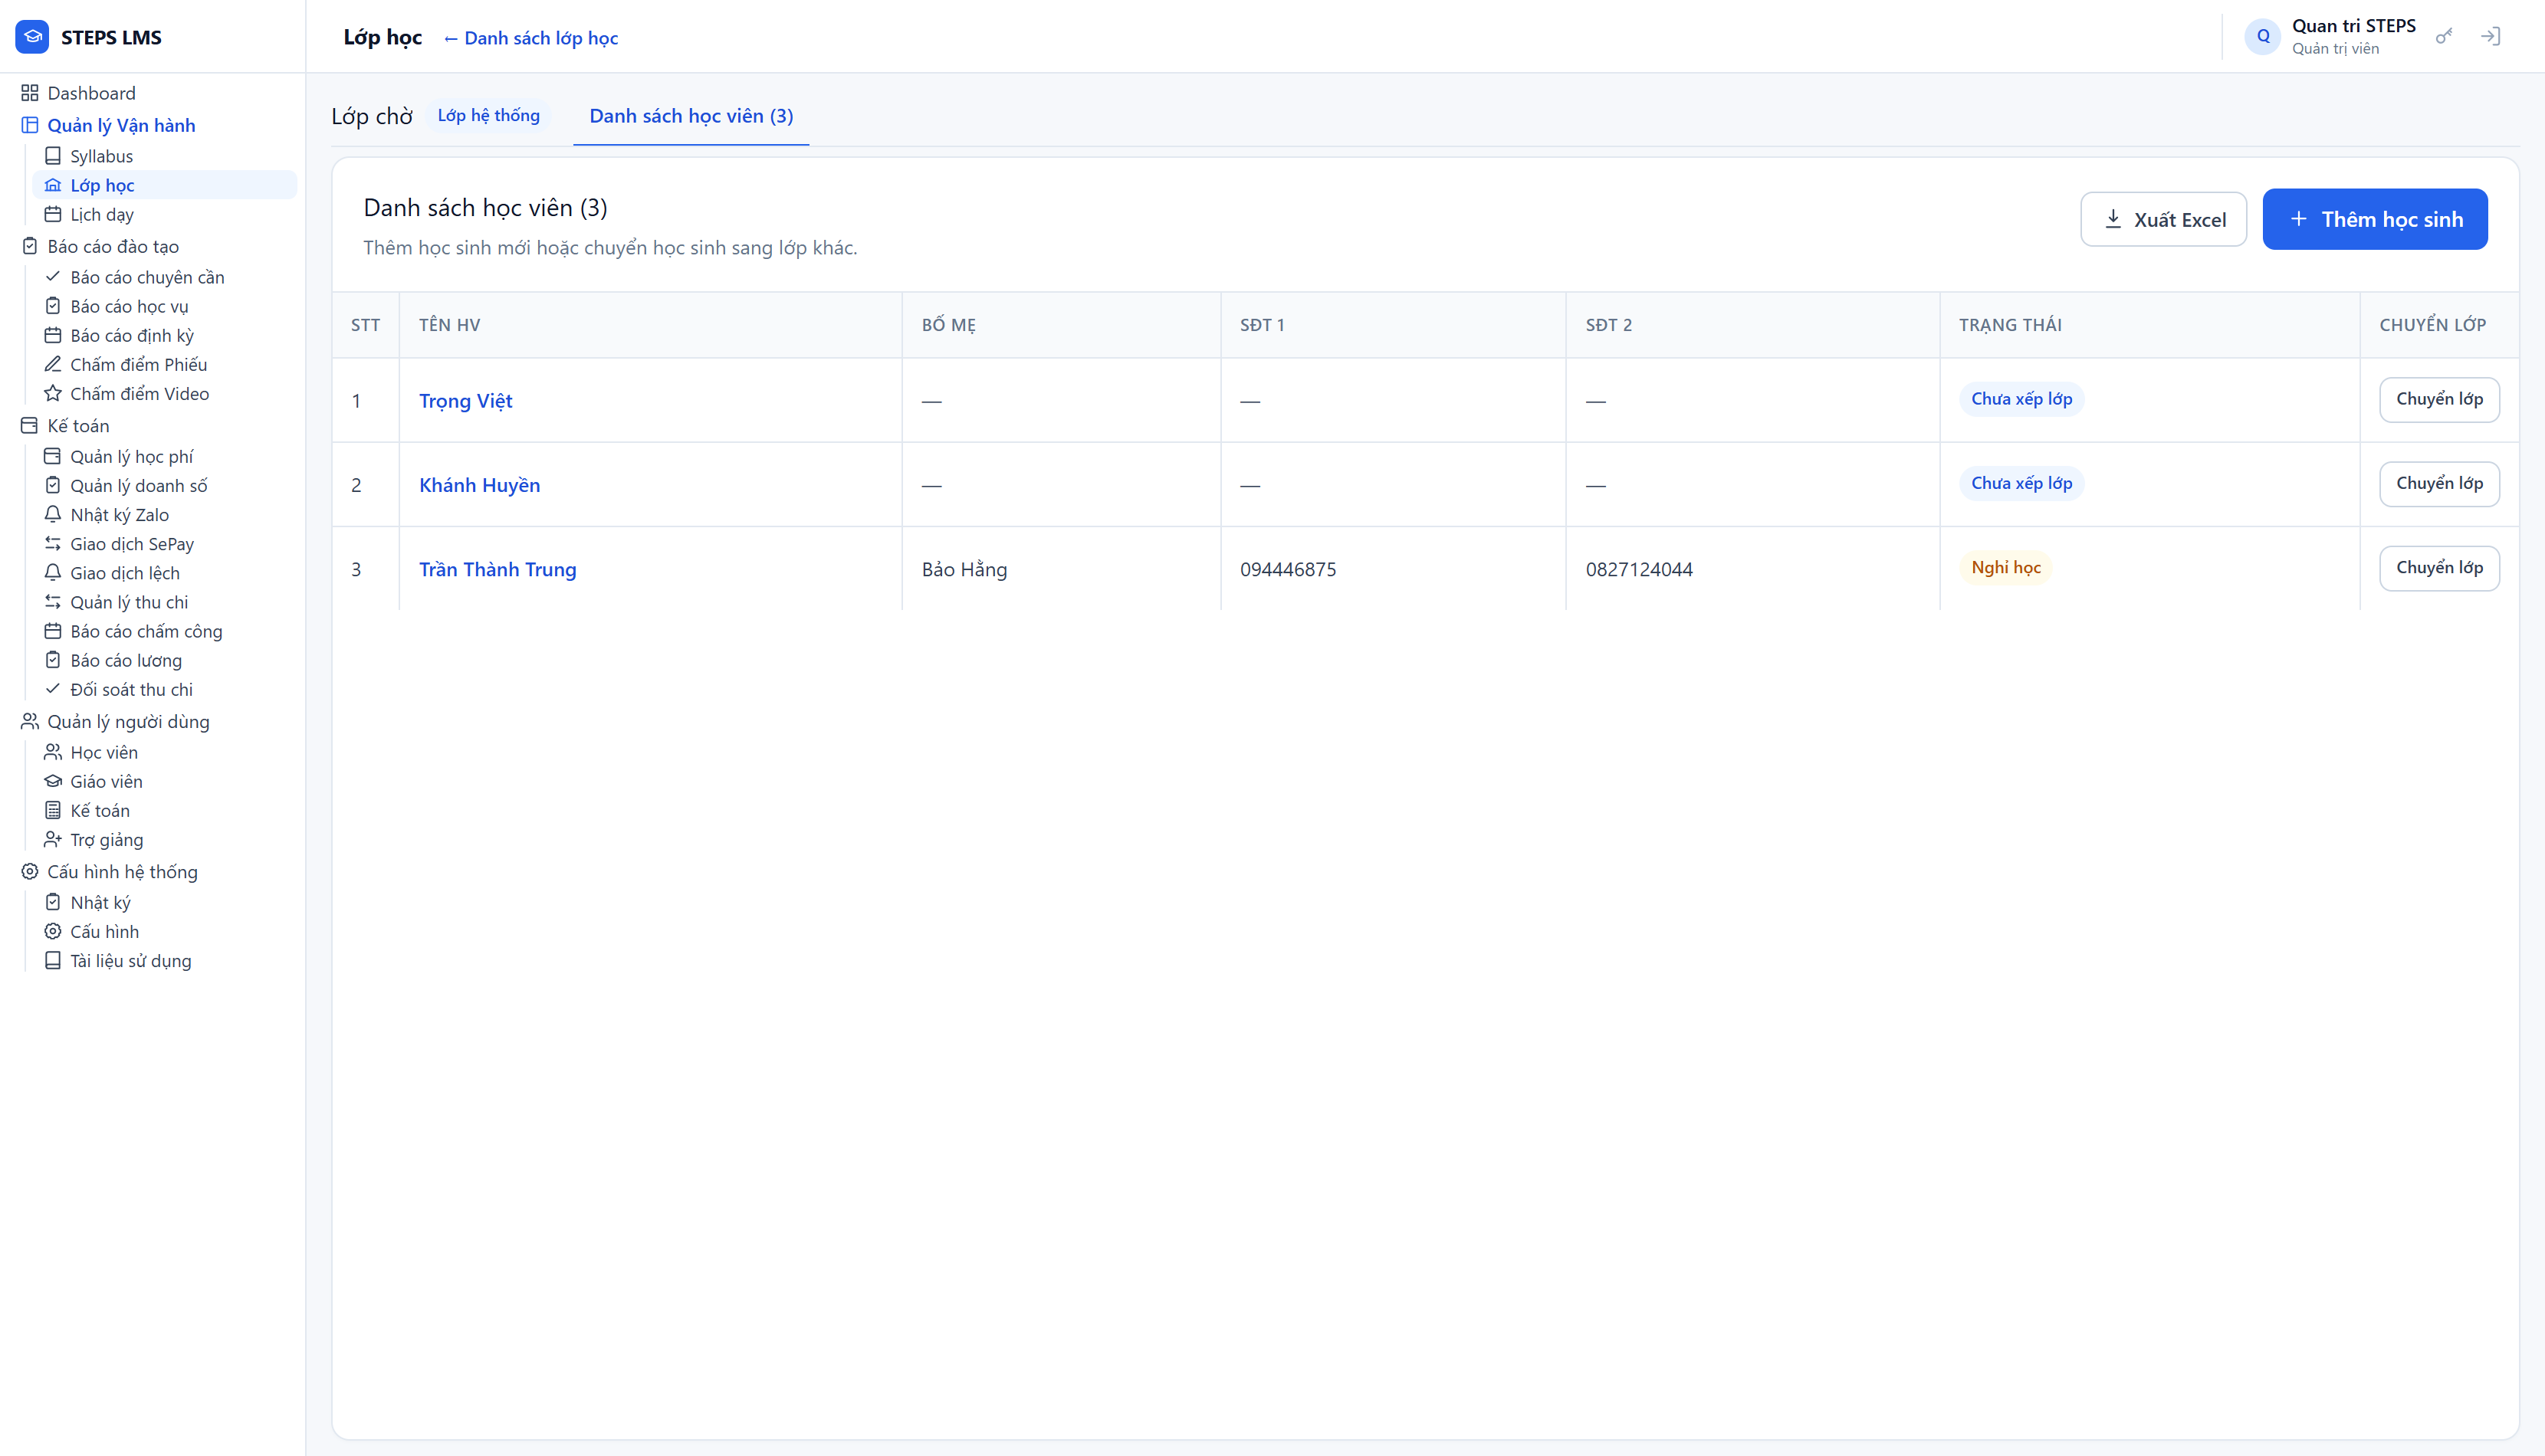 STEPS LMS
Lớp học ← Danh sách lớp học
Q Quan tri STEPS
Quản trị viên
Dashboard
Quản lý Vận hành
Syllabus
Lớp học
Lịch dạy
Báo cáo đào tạo
Báo cáo chuyên cần
Báo cáo học vụ
Báo cáo định kỳ
Chấm điểm Phiếu
Chấm điểm Video
Kế toán
Quản lý học phí
Quản lý doanh số
Nhật ký Zalo
Giao dịch SePay
Giao dịch lệch
Quản lý thu chi
Báo cáo chấm công
Báo cáo lương
Đối soát thu chi
Quản lý người dùng
Học viên
Giáo viên
Kế toán
Trợ giảng
Cấu hình hệ thống
Nhật ký
Cấu hình
Tài liệu sử dụng
Lớp chờ Lớp hệ thống Danh sách học viên (3)
Danh sách học viên (3)
Thêm học sinh mới hoặc chuyển học sinh sang lớp khác.
Xuất Excel + Thêm học sinh
STT TÊN HV BỐ MẸ SĐT 1 SĐT 2 TRẠNG THÁI CHUYỂN LỚP
1 Trọng Việt — — — Chưa xếp lớp Chuyển lớp
2 Khánh Huyền — — — Chưa xếp lớp Chuyển lớp
3 Trần Thành Trung Bảo Hằng 094446875 0827124044 Nghỉ học Chuyển lớp